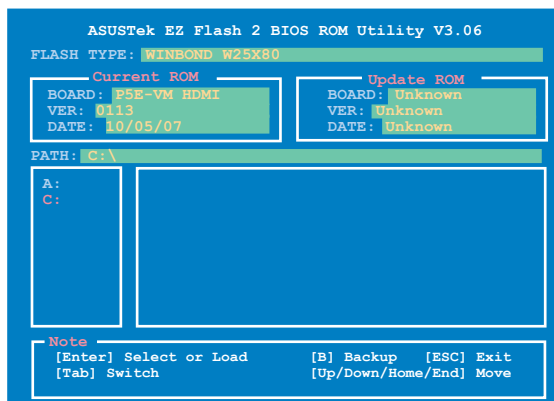 ASUSTek EZ Flash 2 BIOS ROM Utility V3.06
FLASH TYPE: WINBOND W25X80
Current ROM
BOARD: P5E-VM HDMI
VER: 0113
DATE: 10/05/07
Update ROM
BOARD: Unknown
VER: Unknown
DATE: Unknown
PATH: C:\
A:
C:
Note
[Enter] Select or Load [B] Backup [ESC] Exit
[Tab] Switch [Up/Down/Home/End] Move